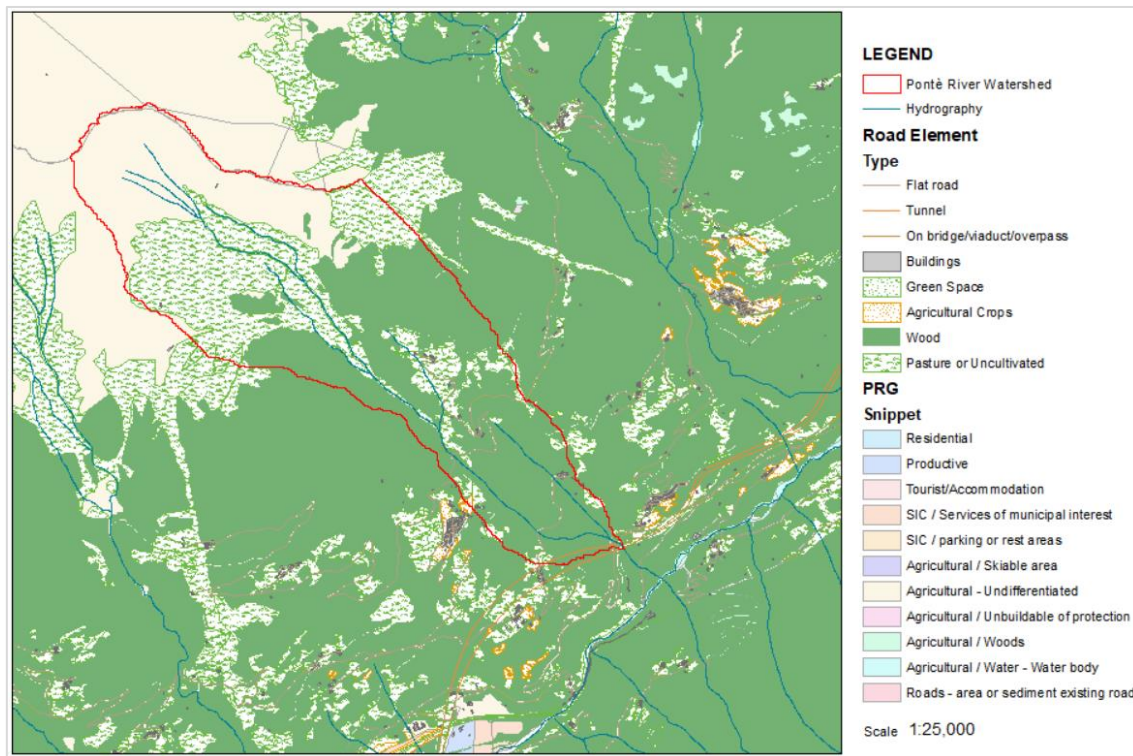 LEGEND
Pontè River Watershed
Hydrography
Road Element
Type
Flat road
Tunnel
On bridge/viaduct/overpass
Buildings
Green Space
Agricultural Crops
Wood
Pasture or Uncultivated
PRG
Snippet
Residential
Productive
Tourist/Accommodation
SIC / Services of municipal interest
SIC / parking or rest areas
Agricultural / Skiable area
Agricultural - Undifferentiated
Agricultural / Unbuildable of protection
Agricultural / Woods
Agricultural / Water - Water body
Roads - area or sediment existing road
Scale 1:25,000